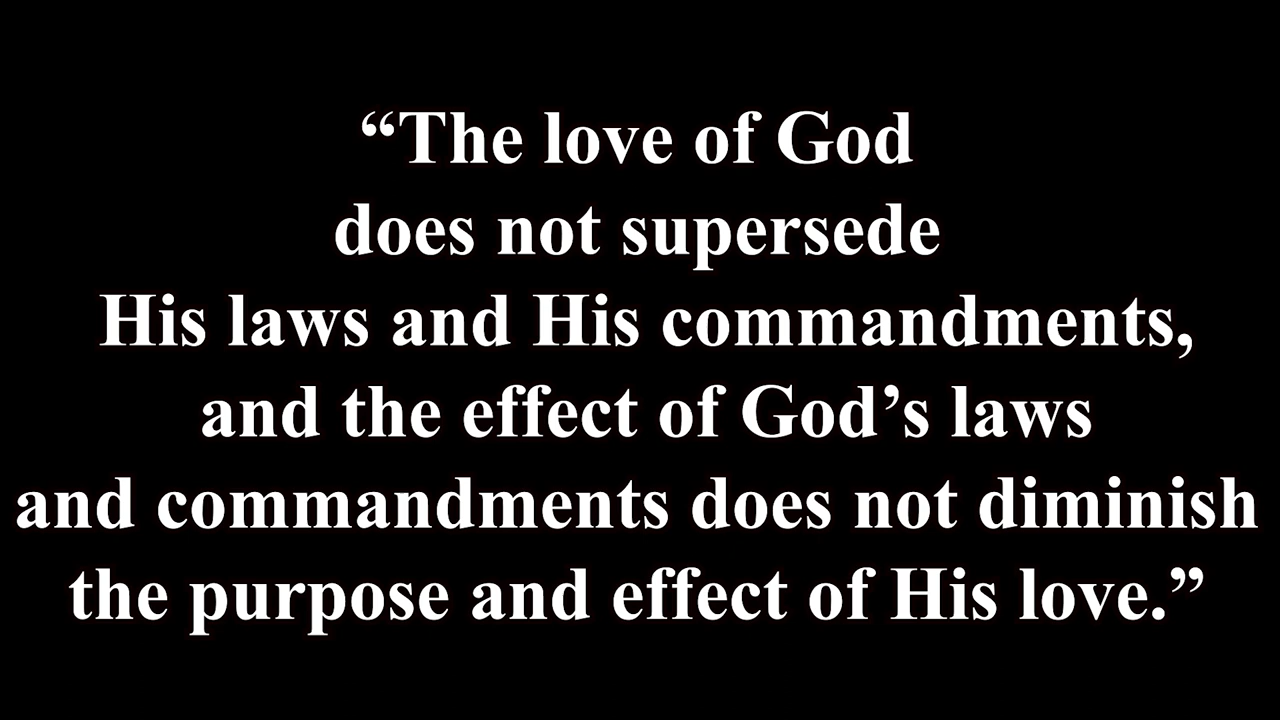 “The love of God
does not supersede
His laws and His commandments,
and the effect of God’s laws
and commandments does not diminish
the purpose and effect of His love.”